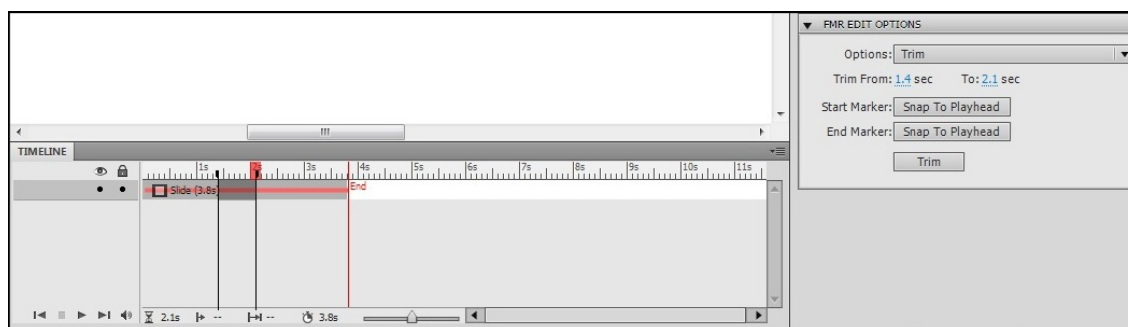 FMR EDIT OPTIONS
Options: Trim
Trim From: 1.4 sec To: 2.1 sec
Start Marker: Snap To Playhead
End Marker: Snap To Playhead
Trim
TIMELINE
1s 3s 4s 5s 6s 7s 8s 9s 10s 11s
Slide (3.8s) End
2.1s -- -- 3.8s